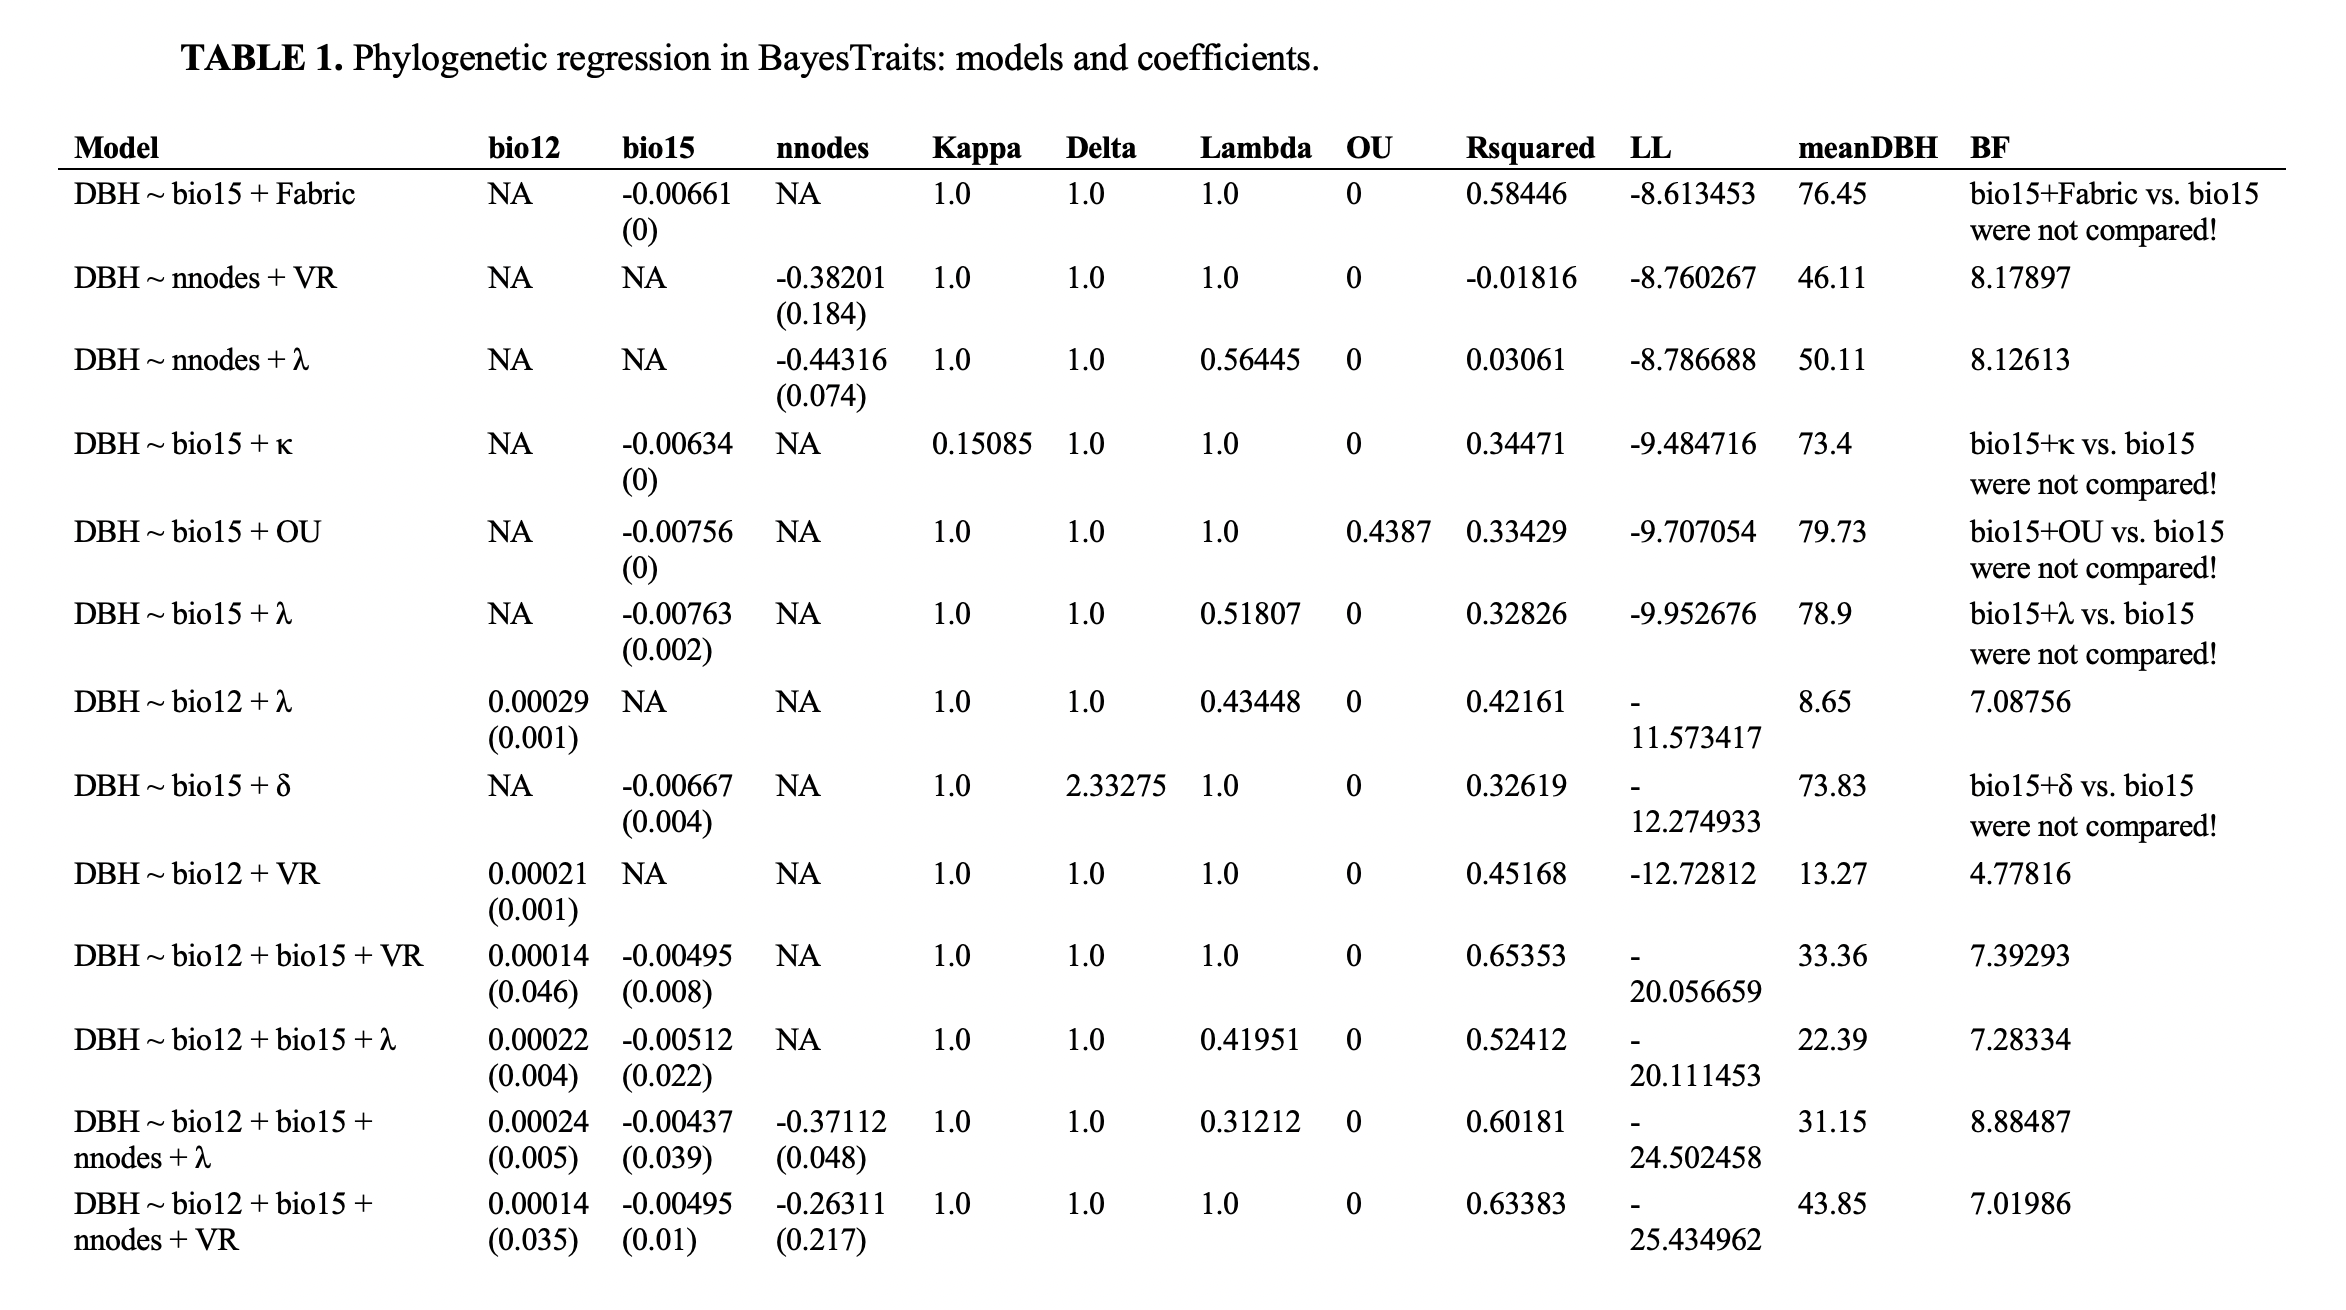 TABLE 1. Phylogenetic regression in BayesTraits: models and coefficients.
Model bio12 bio15 nnodes Kappa Delta Lambda OU Rsquared LL meanDBH BF
DBH ~ bio15 + Fabric NA -0.00661 NA 1.0 1.0 1.0 0 0.58446 -8.613453 76.45 bio15+Fabric vs. bio15
(0) were not compared!
DBH ~ nnodes + VR NA NA -0.38201 1.0 1.0 1.0 0 -0.01816 -8.760267 46.11 8.17897
(0.184)
DBH ~ nnodes + λ NA NA -0.44316 1.0 1.0 0.56445 0 0.03061 -8.786688 50.11 8.12613
(0.074)
DBH ~ bio15 + κ NA -0.00634 NA 0.15085 1.0 1.0 0 0.34471 -9.484716 73.4 bio15+κ vs. bio15
(0) were not compared!
DBH ~ bio15 + OU NA -0.00756 NA 1.0 1.0 1.0 0.4387 0.33429 -9.707054 79.73 bio15+OU vs. bio15
(0) were not compared!
DBH ~ bio15 + λ NA -0.00763 NA 1.0 1.0 0.51807 0 0.32826 -9.952676 78.9 bio15+λ vs. bio15
(0.002) were not compared!
DBH ~ bio12 + λ 0.00029 NA NA 1.0 1.0 0.43448 0 0.42161 - 8.65 7.08756
(0.001) 11.573417
DBH ~ bio15 + δ NA -0.00667 NA 1.0 2.33275 1.0 0 0.32619 - 73.83 bio15+δ vs. bio15
(0.004) 12.274933 were not compared!
DBH ~ bio12 + VR 0.00021 NA NA 1.0 1.0 1.0 0 0.45168 -12.72812 13.27 4.77816
(0.001)
DBH ~ bio12 + bio15 + VR 0.00014 -0.00495 NA 1.0 1.0 1.0 0 0.65353 - 33.36 7.39293
(0.046) (0.008) 20.056659
DBH ~ bio12 + bio15 + λ 0.00022 -0.00512 NA 1.0 1.0 0.41951 0 0.52412 - 22.39 7.28334
(0.004) (0.022) 20.111453
DBH ~ bio12 + bio15 + 0.00024 -0.00437 -0.37112 1.0 1.0 0.31212 0 0.60181 - 31.15 8.88487
nnodes + λ (0.005) (0.039) (0.048) 24.502458
DBH ~ bio12 + bio15 + 0.00014 -0.00495 -0.26311 1.0 1.0 1.0 0 0.63383 - 43.85 7.01986
nnodes + VR (0.035) (0.01) (0.217) 25.434962